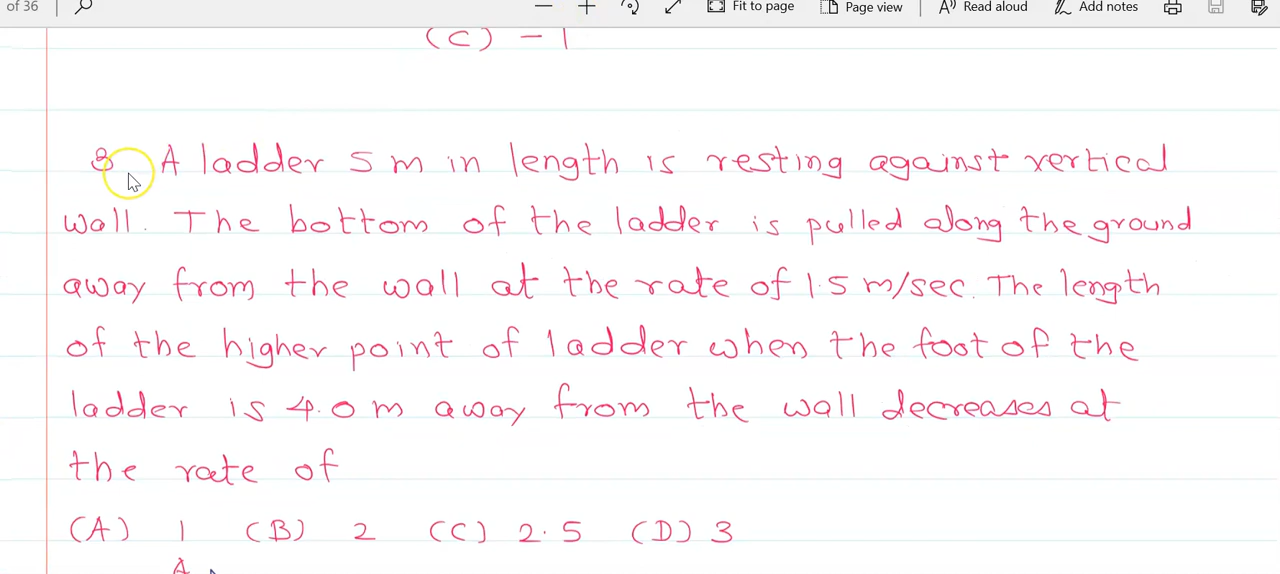 of 36 Fit to page Page view Read aloud Add notes
(C) - 1
3 A ladder 5 m in length is resting against vertical
wall. The bottom of the ladder is pulled along the ground
away from the wall at the rate of 1.5 m/sec. The length
of the higher point of ladder when the foot of the
ladder is 4.0 m away from the wall decreases at
the rate of
(A) 1 (B) 2 (C) 2.5 (D) 3
A